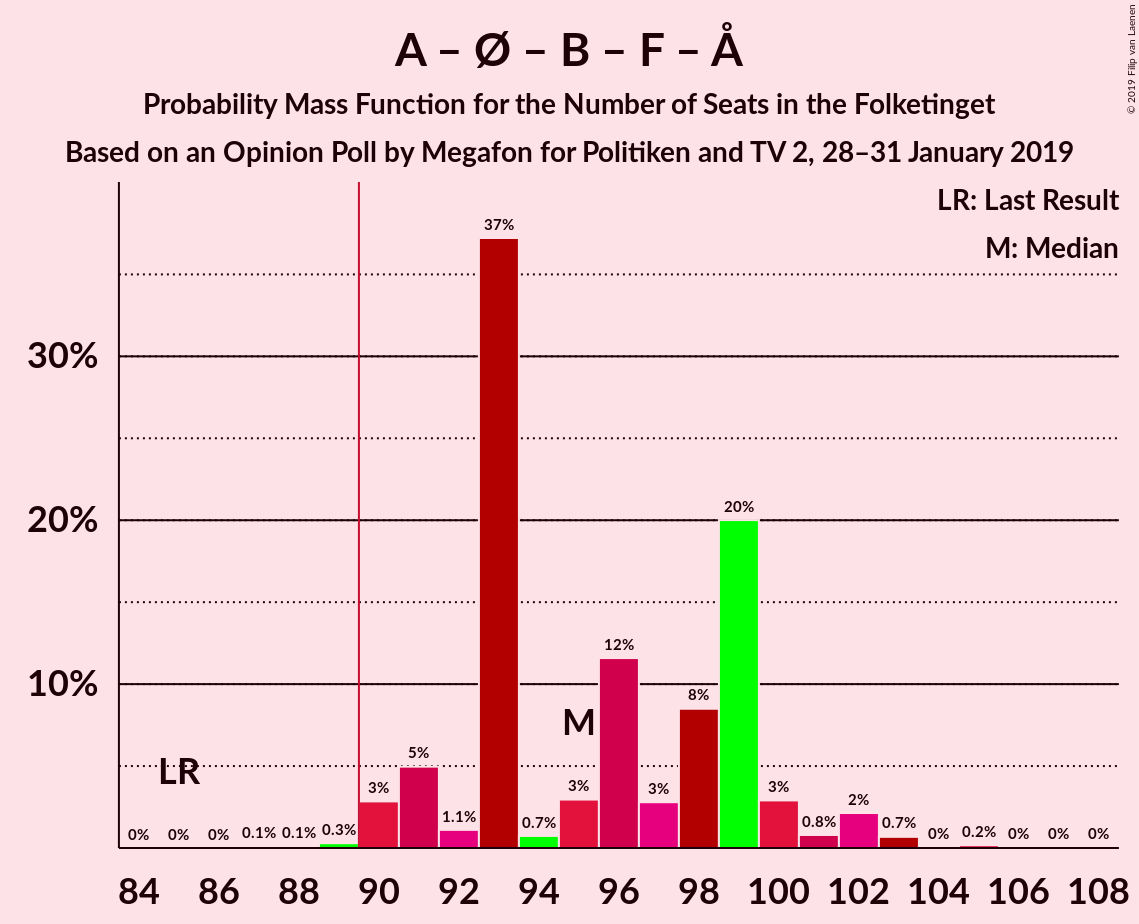 A – Ø – B – F – Å
Probability Mass Function for the Number of Seats in the Folketinget
Based on an Opinion Poll by Megafon for Politiken and TV 2, 28–31 January 2019
© 2019 Filip van Laenen
LR: Last Result
M: Median
37%
30%
20%
20%
12%
10%
8%
M
LR
5%
3%
3%
3%
3%
2%
0% 0% 0% 0.1% 0.1% 0.3% 1.1% 0.7% 0.8% 0.7% 0% 0.2% 0% 0% 0%
84 86 88 90 92 94 96 98 100 102 104 106 108